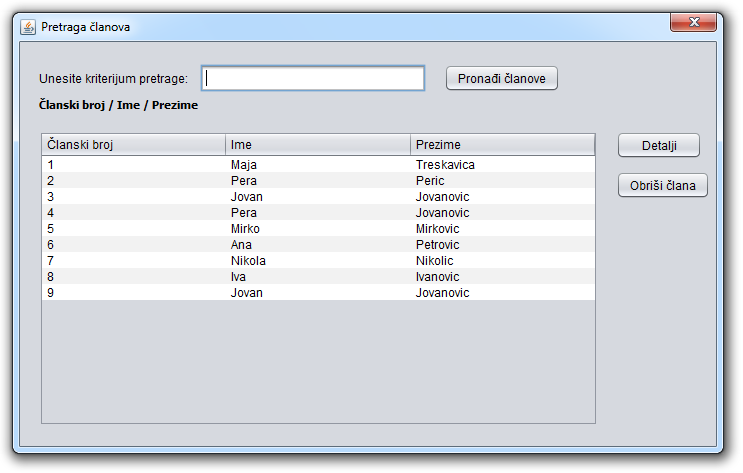 Pretraga članova
Unesite kriterijum pretrage: Pronađi članove
Članski broj / Ime / Prezime
Članski broj Ime Prezime
1 Maja Treskavica
2 Pera Peric
3 Jovan Jovanovic
4 Pera Jovanovic
5 Mirko Mirkovic
6 Ana Petrovic
7 Nikola Nikolic
8 Iva Ivanovic
9 Jovan Jovanovic
Detalji
Obriši člana